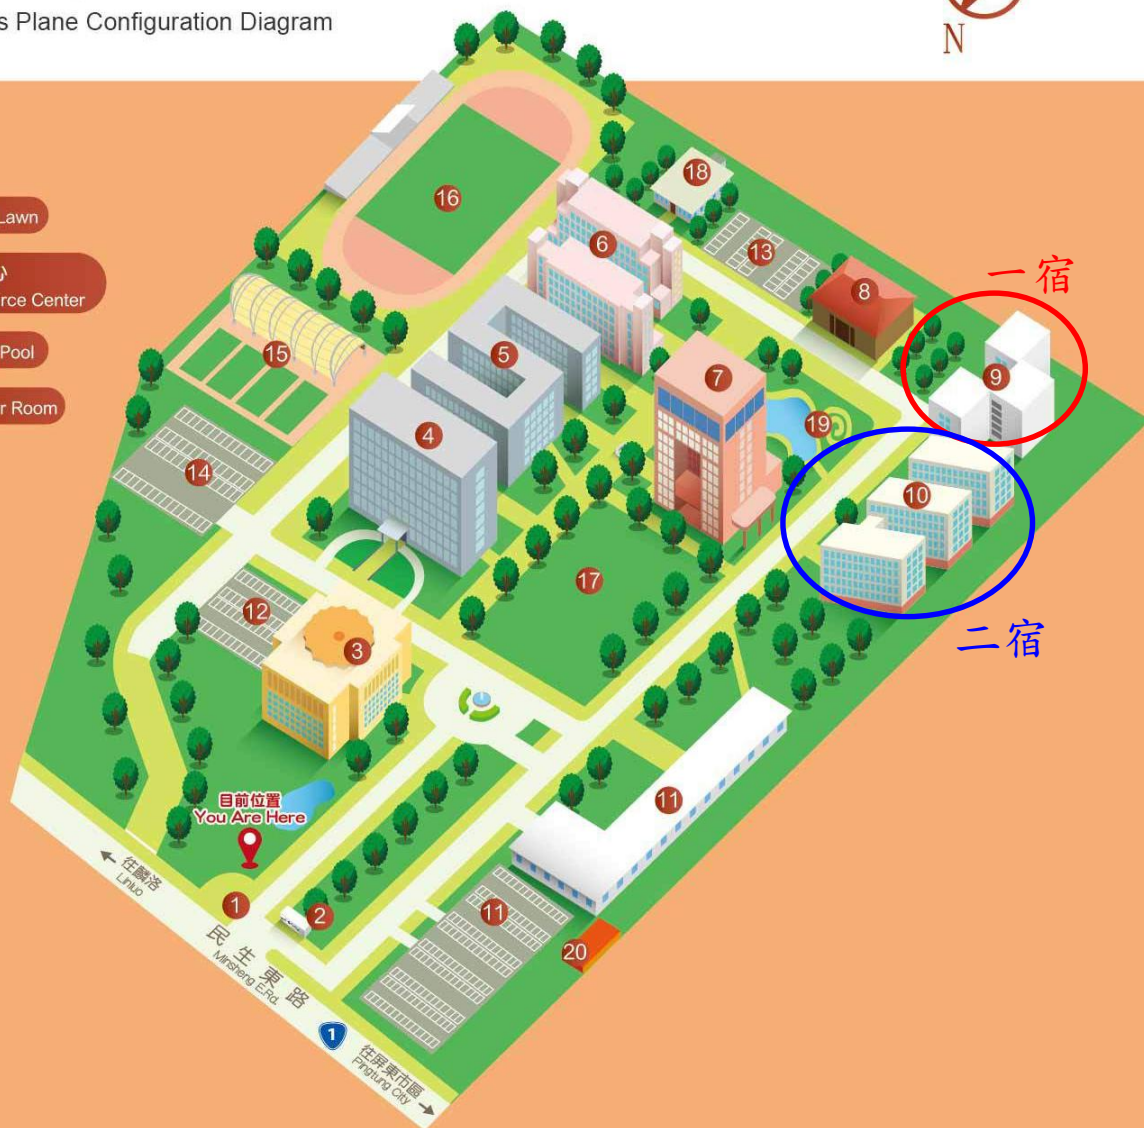 s Plane Configuration Diagram
N
Lawn
心
rce Center
Pool
r Room
16
18
6
13
8
一宿
5
15
7
9
4
19
14
10
17
12
二宿
3
11
目前位置
You Are Here
往麟洛
Linluo
1
2
11
20
民生東路
Minsheng E.Rd.
1
往屏東市區
Pingtung City